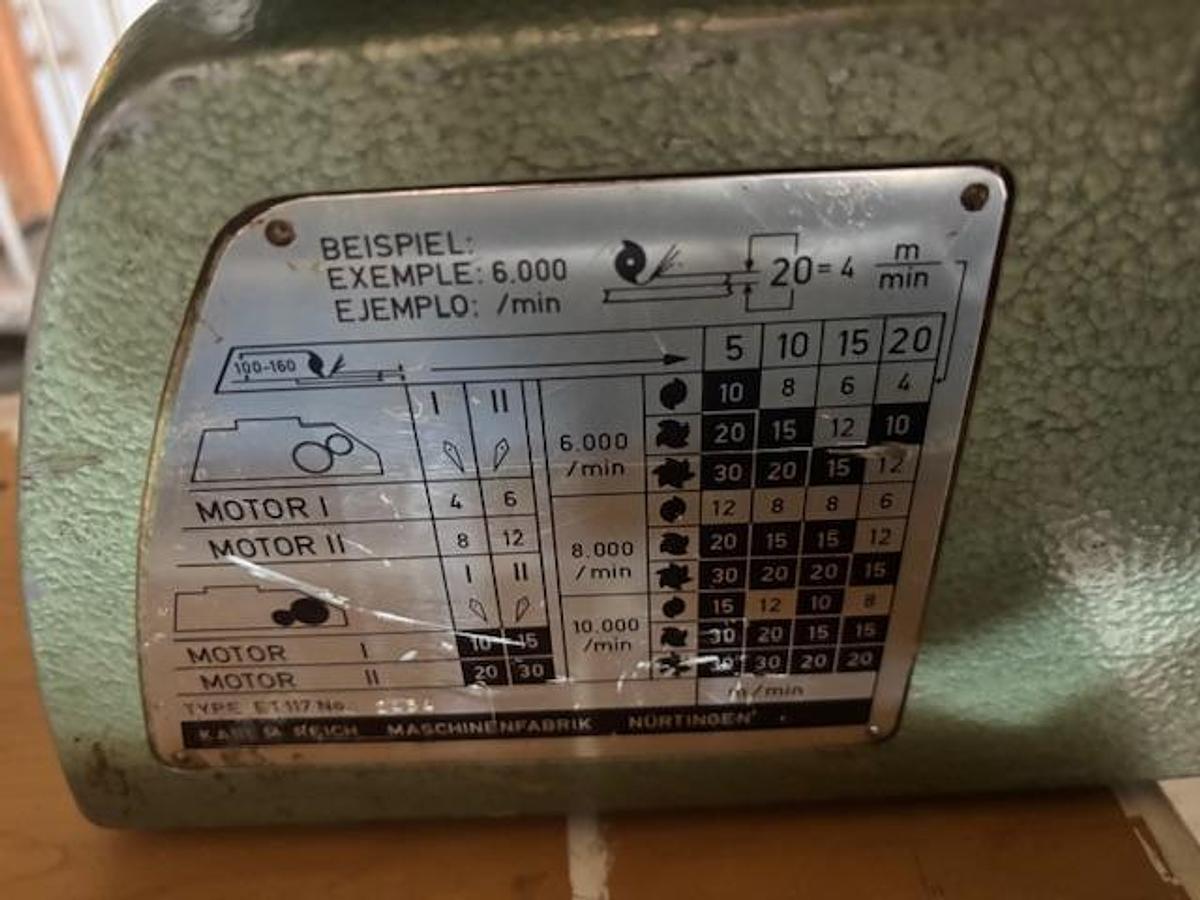 BEISPIEL:
EXEMPLE: 6.000
EJEMPLO: /min
20 = 4 m/min
100-160
5 10 15 20
I II
6.000 /min
10 8 6 4
20 15 12 10
30 20 15 12
MOTOR I 4 6
MOTOR II 8 12
8.000 /min
12 8 8 6
20 15 15 12
30 20 20 15
I II
10.000 /min
15 12 10 8
30 20 15 15
30 30 20 20
MOTOR I 10 15
MOTOR II 20 30
m/min
TYPE ET 117 No.
KARL M. REICH MASCHINENFABRIK NÜRTINGEN